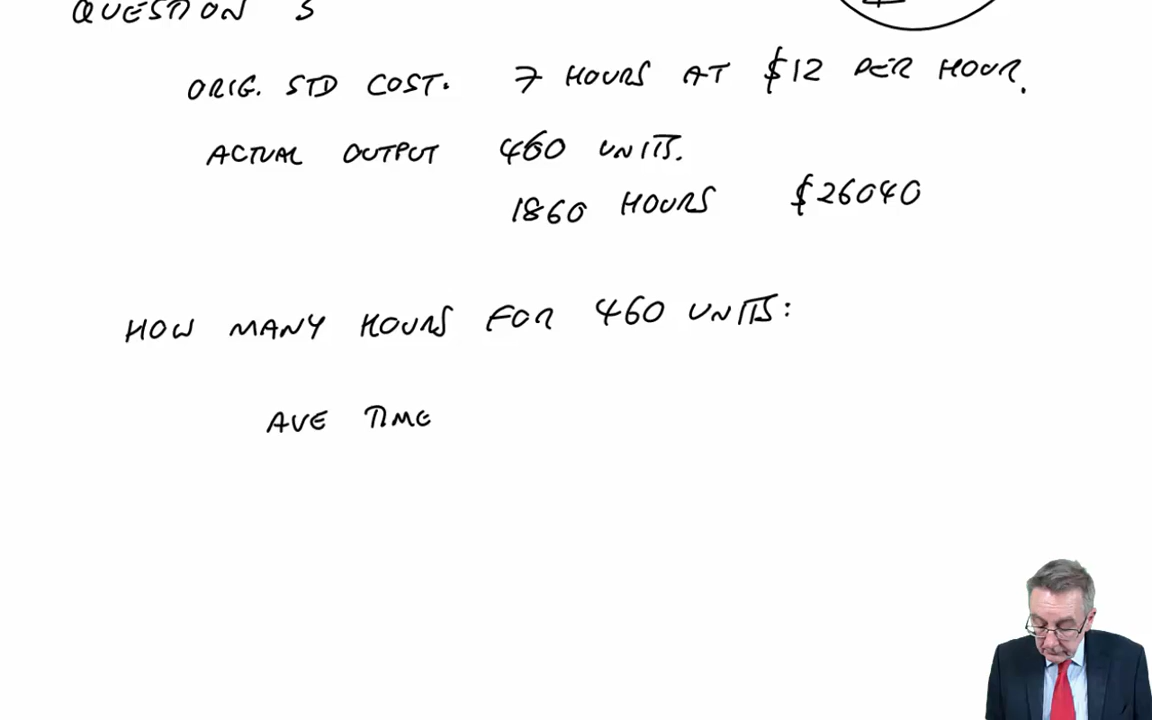 QUESTION 3
ORIG. STD COST. 7 HOURS AT $12 PER HOUR.
ACTUAL OUTPUT 460 UNITS.
1860 HOURS $26040
HOW MANY HOURS FOR 460 UNITS:
AVE TIME